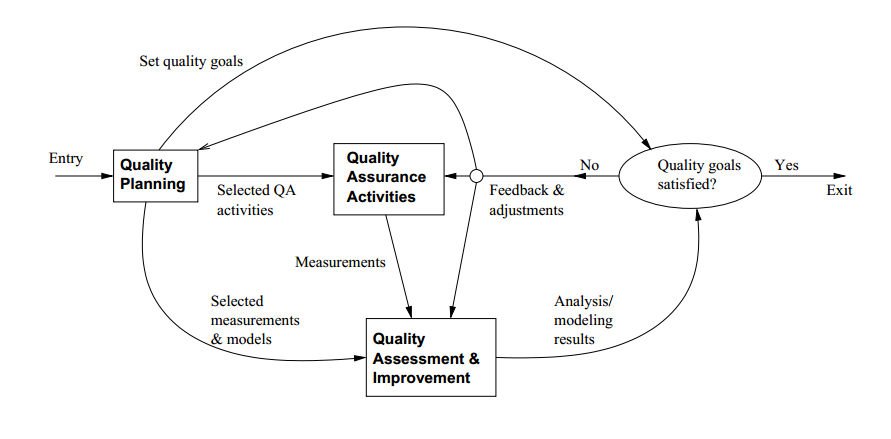 Set quality goals
Entry
Quality
Planning
Selected QA
activities
Quality
Assurance
Activities
Feedback &
adjustments
No
Quality goals
satisfied?
Yes
Exit
Measurements
Selected
measurements
& models
Quality
Assessment &
Improvement
Analysis/
modeling
results